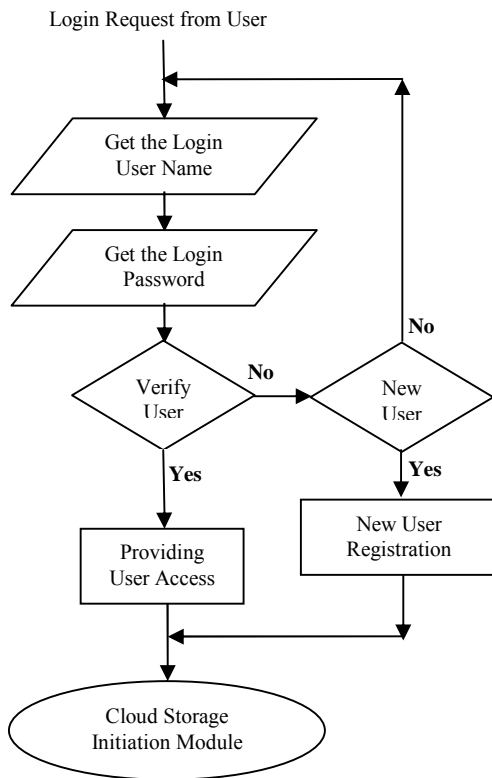 Login Request from User
Get the Login
User Name
Get the Login
Password
No
Verify
User
No
New
User
Yes
Yes
Providing
User Access
New User
Registration
Cloud Storage
Initiation Module